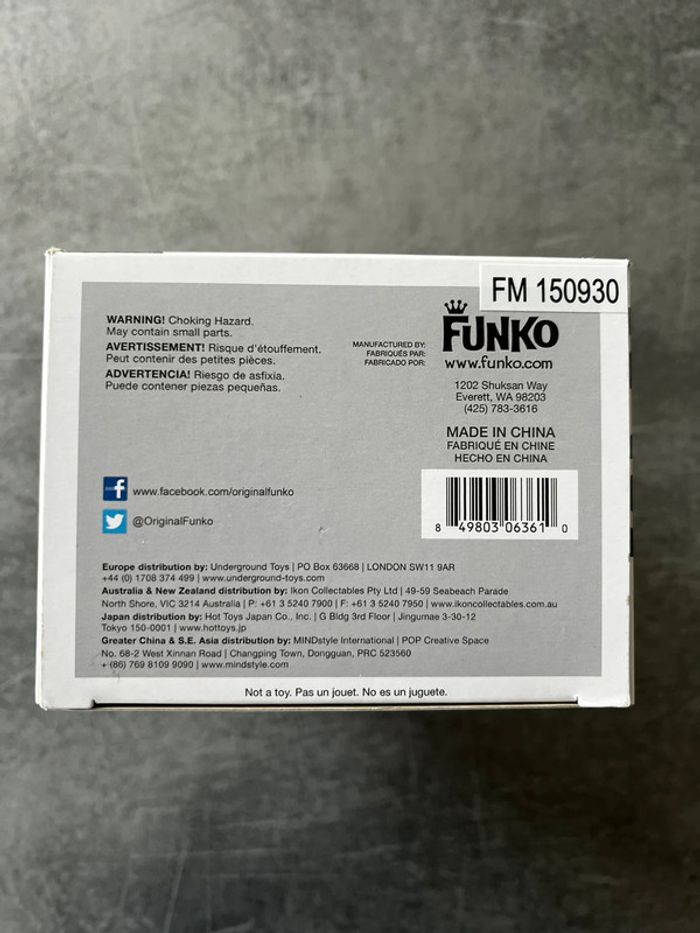 FM 150930
WARNING! Choking Hazard.
May contain small parts.
AVERTISSEMENT! Risque d'étouffement.
Peut contenir des petites pièces.
ADVERTENCIA! Riesgo de asfixia.
Puede contener piezas pequeñas.
MANUFACTURED BY:
FABRIQUÉS PAR:
FABRICADO POR:
FUNKO
www.funko.com
1202 Shuksan Way
Everett, WA 98203
(425) 783-3616
MADE IN CHINA
FABRIQUÉ EN CHINE
HECHO EN CHINA
8 49803 06361 0
f www.facebook.com/originalfunko
@OriginalFunko
Europe distribution by: Underground Toys | PO Box 63668 | LONDON SW11 9AR
+44 (0) 1708 374 499 | www.underground-toys.com
Australia & New Zealand distribution by: Ikon Collectables Pty Ltd | 49-59 Seabeach Parade
North Shore, VIC 3214 Australia | P: +61 3 5240 7900 | F: +61 3 5240 7950 | www.ikoncollectables.com.au
Japan distribution by: Hot Toys Japan Co., Inc. | G Bldg 3rd Floor | Jingumae 3-30-12
Tokyo 150-0001 | www.hottoys.jp
Greater China & S.E. Asia distribution by: MINDstyle International | POP Creative Space
No. 68-2 West Xinnan Road | Changping Town, Dongguan, PRC 523560
+ (86) 769 8109 9090 | www.mindstyle.com
Not a toy. Pas un jouet. No es un juguete.